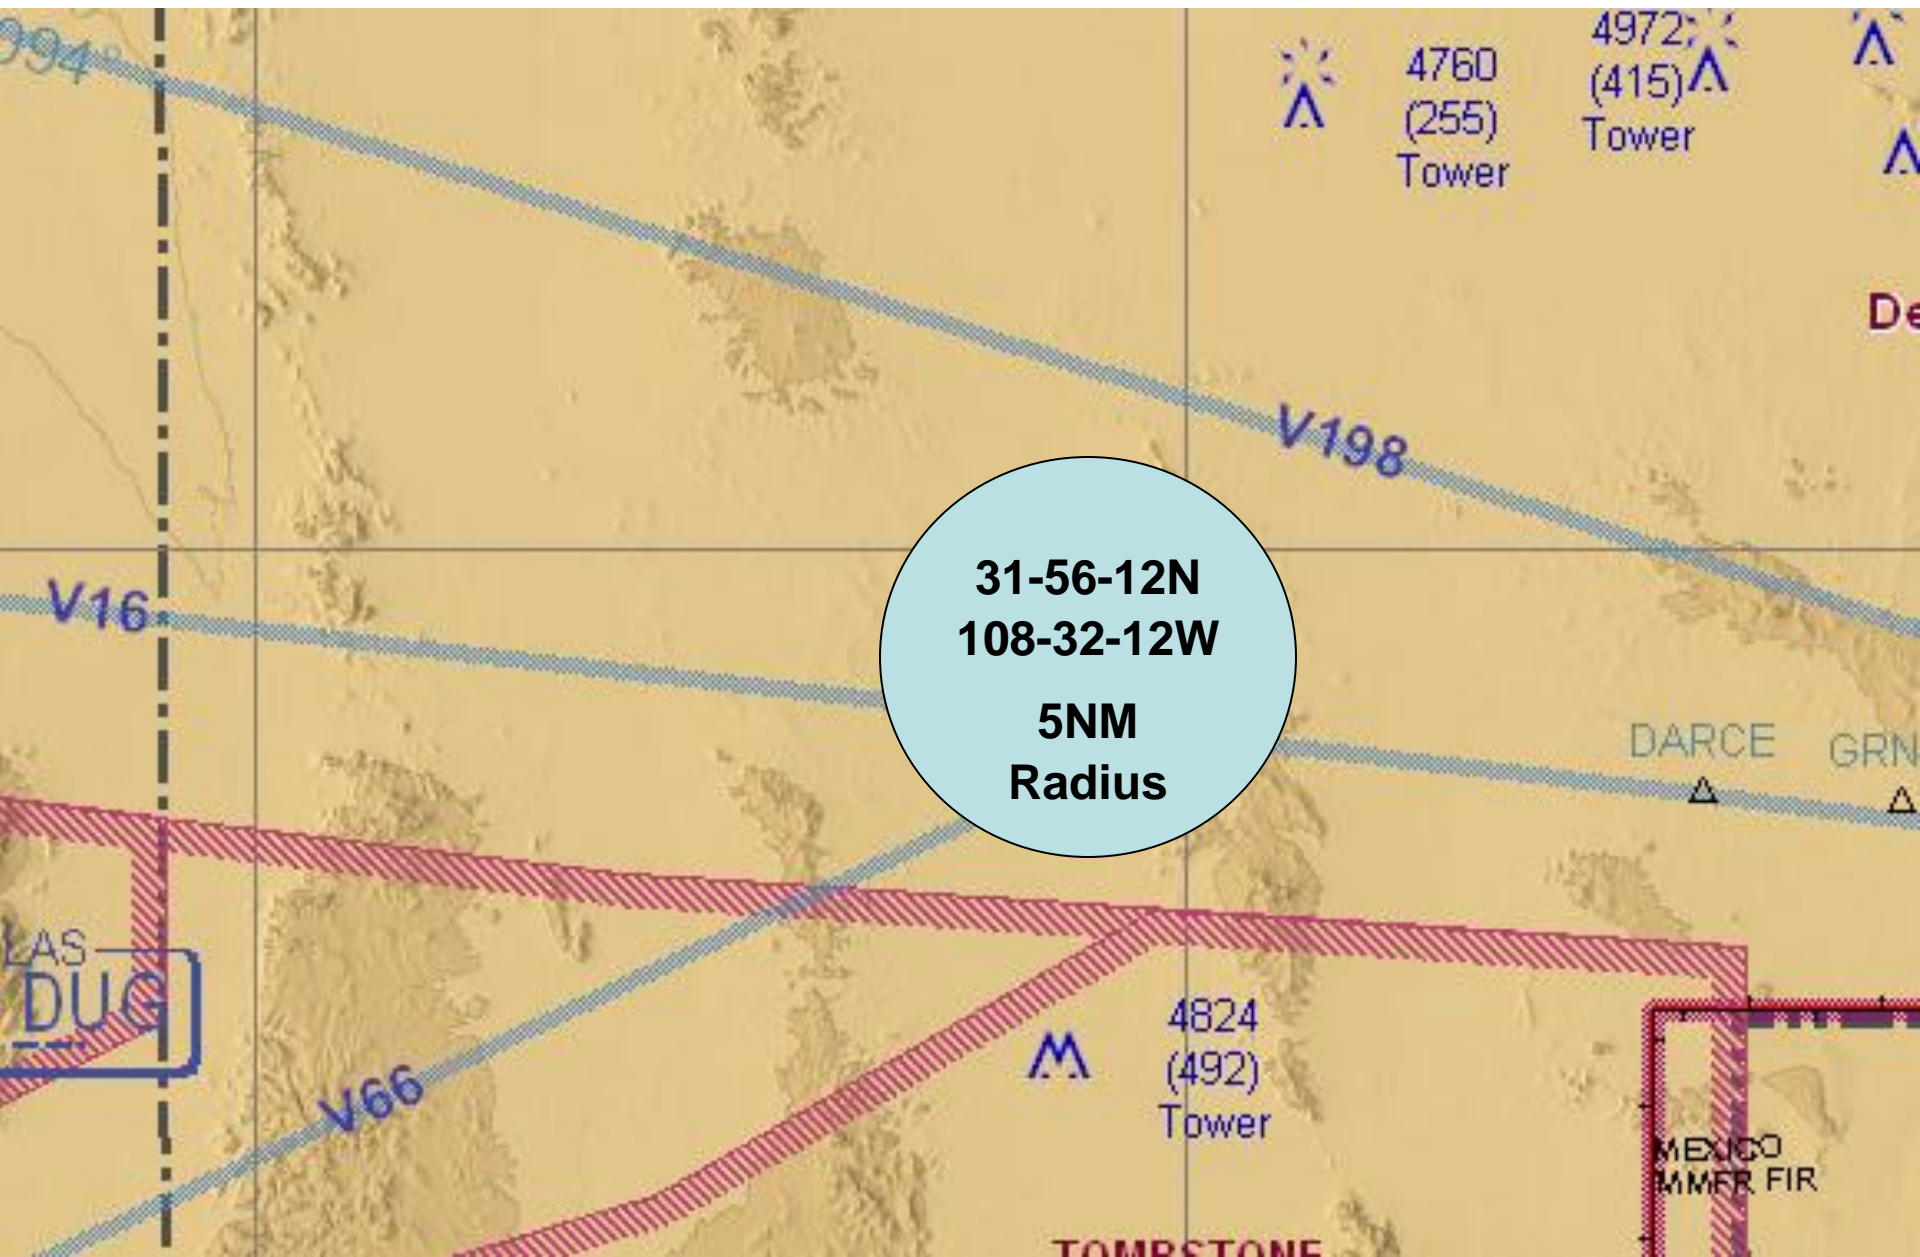 994°
4760
(255)
Tower
4972
(415)
Tower
De
V198
31-56-12N
108-32-12W
5NM
Radius
V16
DARCE
GRN
LAS
DUG
V66
4824
(492)
Tower
MEXICO
MMFR FIR
TOMBSTONE